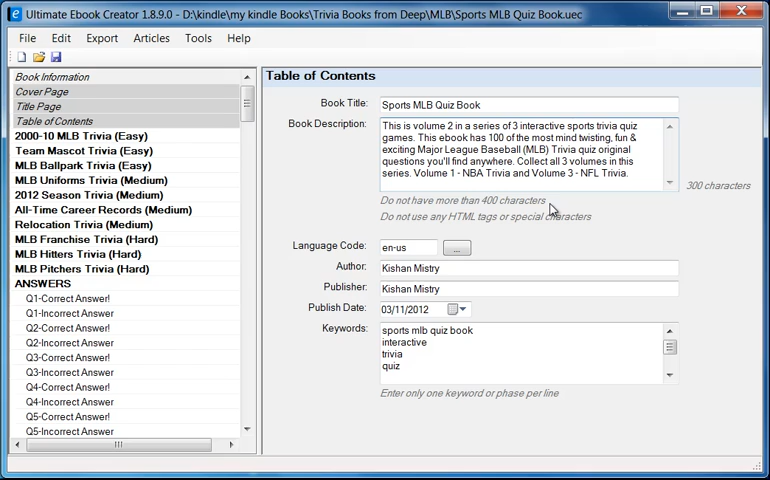 Ultimate Ebook Creator 1.8.9.0 - D:\kindle\my kindle Books\Trivia Books from Deep\MLB\Sports MLB Quiz Book.uec
File Edit Export Articles Tools Help
Book Information
Cover Page
Title Page
Table of Contents
2000-10 MLB Trivia (Easy)
Team Mascot Trivia (Easy)
MLB Ballpark Trivia (Easy)
MLB Uniforms Trivia (Medium)
2012 Season Trivia (Medium)
All-Time Career Records (Medium)
Relocation Trivia (Medium)
MLB Franchise Trivia (Hard)
MLB Hitters Trivia (Hard)
MLB Pitchers Trivia (Hard)
ANSWERS
Q1-Correct Answer!
Q1-Incorrect Answer
Q2-Correct Answer!
Q2-Incorrect Answer
Q3-Correct Answer!
Q3-Incorrect Answer
Q4-Correct Answer!
Q4-Incorrect Answer
Q5-Correct Answer!
Q5-Incorrect Answer
Table of Contents
Book Title: Sports MLB Quiz Book
Book Description:
This is volume 2 in a series of 3 interactive sports trivia quiz
games. This ebook has 100 of the most mind twisting, fun &
exciting Major League Baseball (MLB) Trivia quiz original
questions you'll find anywhere. Collect all 3 volumes in this
series. Volume 1 - NBA Trivia and Volume 3 - NFL Trivia.
300 characters
Do not have more than 400 characters
Do not use any HTML tags or special characters
Language Code: en-us ...
Author: Kishan Mistry
Publisher: Kishan Mistry
Publish Date: 03/11/2012
Keywords:
sports mlb quiz book
interactive
trivia
quiz
Enter only one keyword or phase per line